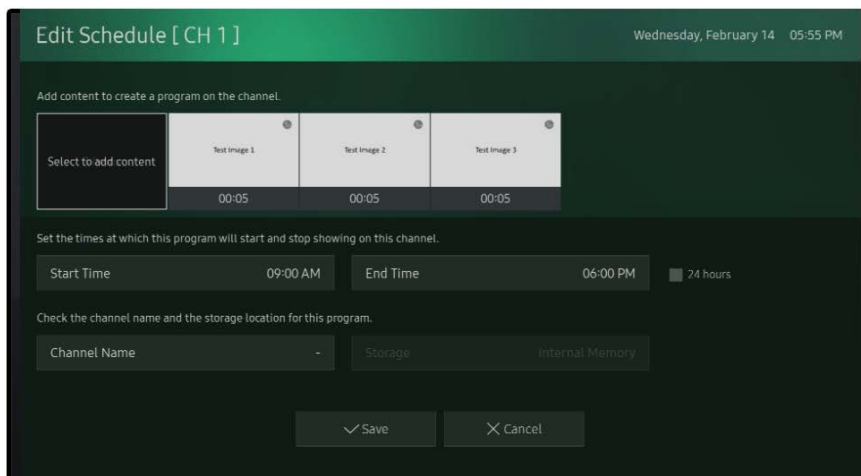 Edit Schedule [ CH 1 ]
Wednesday, February 14 05:55 PM
Add content to create a program on the channel.
Select to add content
Test Image 1
Test Image 2
Test Image 3
00:05
00:05
00:05
Set the times at which this program will start and stop showing on this channel.
Start Time 09:00 AM
End Time 06:00 PM
24 hours
Check the channel name and the storage location for this program.
Channel Name -
Storage Internal Memory
Save
Cancel